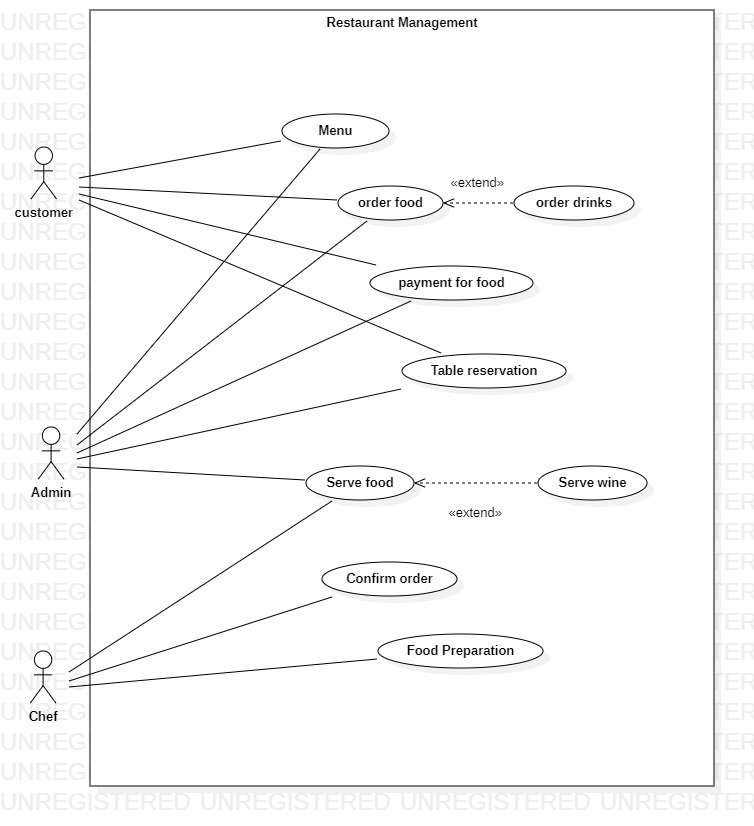 Restaurant Management
Menu
customer
«extend»
order food
order drinks
payment for food
Table reservation
Admin
Serve food
Serve wine
«extend»
Confirm order
Food Preparation
Chef
UNREGISTERED UNREGISTERED UNREGISTERED UNREGISTERED